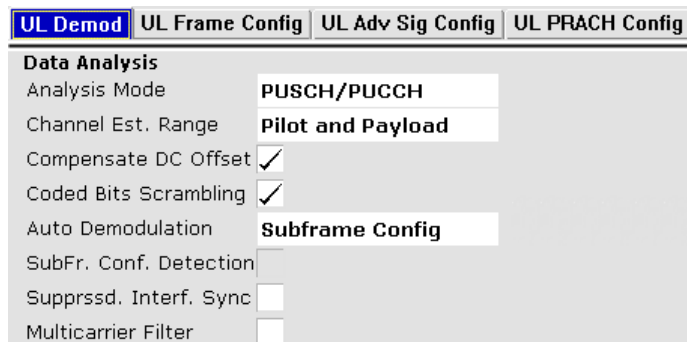 UL Demod UL Frame Config UL Adv Sig Config UL PRACH Config
Data Analysis
Analysis Mode PUSCH/PUCCH
Channel Est. Range Pilot and Payload
Compensate DC Offset
Coded Bits Scrambling
Auto Demodulation Subframe Config
SubFr. Conf. Detection
Supprssd. Interf. Sync
Multicarrier Filter